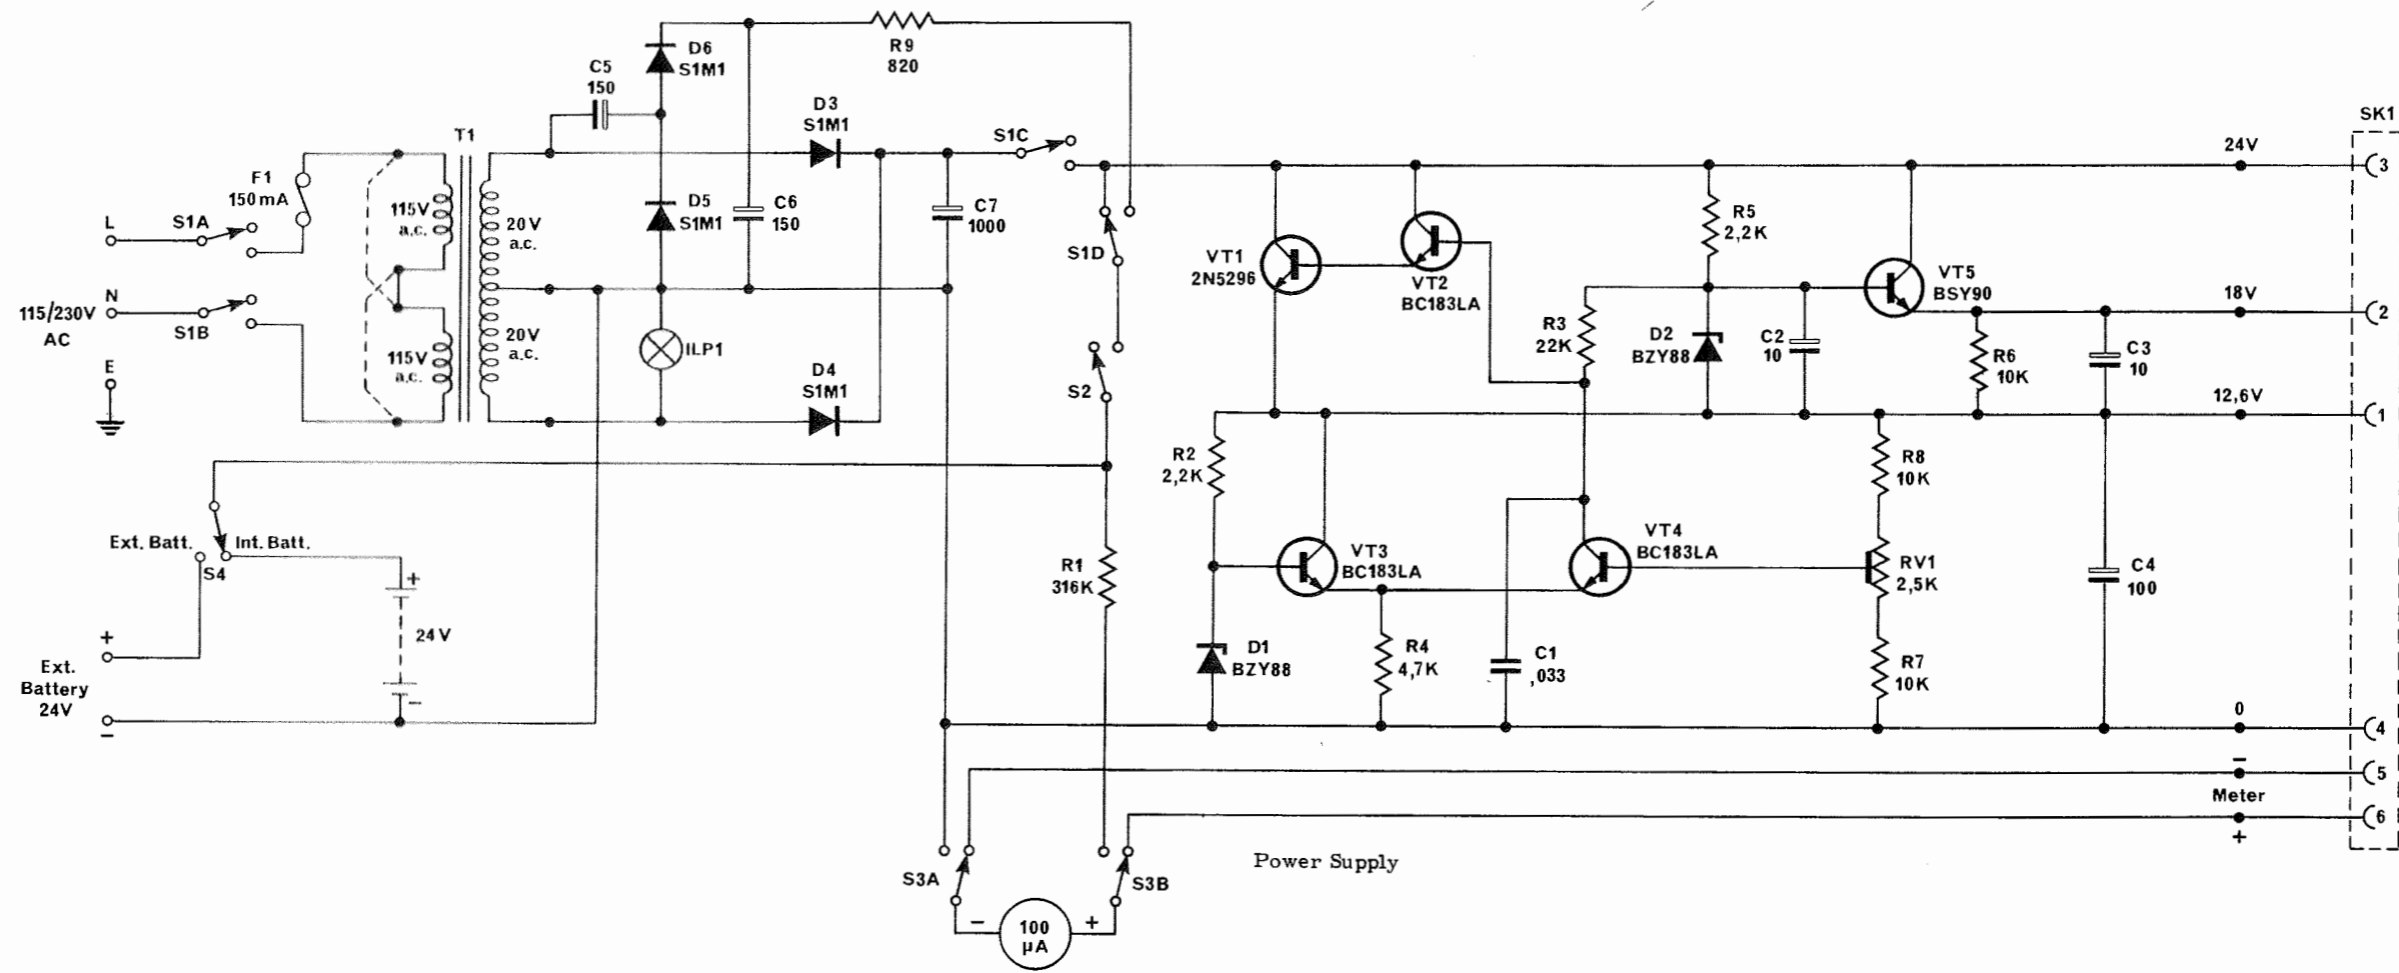 D6
S1M1
C5
150
R9
820
D3
S1M1
S1C
SK1
T1
24V
3
F1
150mA
115V
a.c.
20V
a.c.
D5
S1M1
C6
150
C7
1000
L
S1A
S1D
VT1
2N5296
VT2
BC183LA
R5
2,2K
VT5
BSY90
18V
2
N
115/230V
AC
S1B
115V
a.c.
20V
a.c.
ILP1
R3
22K
D2
BZY88
C2
10
R6
10K
C3
10
E
D4
S1M1
S2
12,6V
1
R2
2,2K
R8
10K
Ext. Batt.
Int. Batt.
S4
R1
316K
VT3
BC183LA
VT4
BC183LA
RV1
2,5K
C4
100
+
24V
−
+
Ext.
Battery
24V
−
D1
BZY88
R4
4,7K
C1
,033
R7
10K
0
4
−
5
Meter
6
+
Power Supply
S3A
S3B
−
100
µA
+